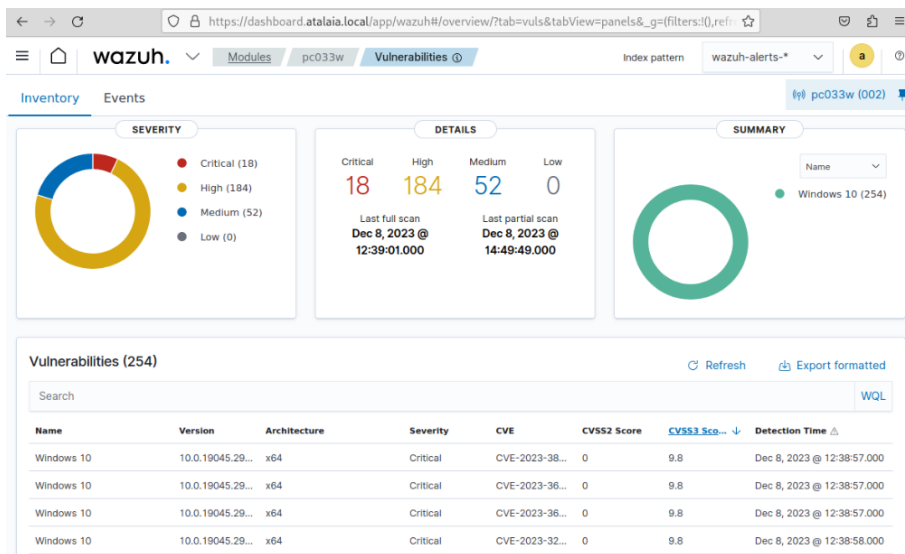 https://dashboard.atalaia.local/app/wazuh#/overview/?tab=vuls&tabView=panels&_g=(filters:!(),refr
wazuh. Modules pc033w Vulnerabilities Index pattern wazuh-alerts-* a
Inventory Events pc033w (002)
SEVERITY
Critical (18)
High (184)
Medium (52)
Low (0)
DETAILS
Critical High Medium Low
18 184 52 0
Last full scan Last partial scan
Dec 8, 2023 @ Dec 8, 2023 @
12:39:01.000 14:49:49.000
SUMMARY
Name
Windows 10 (254)
Vulnerabilities (254) Refresh Export formatted
Search WQL
Name Version Architecture Severity CVE CVSS2 Score CVSS3 Sco... Detection Time
Windows 10 10.0.19045.29... x64 Critical CVE-2023-38... 0 9.8 Dec 8, 2023 @ 12:38:57.000
Windows 10 10.0.19045.29... x64 Critical CVE-2023-36... 0 9.8 Dec 8, 2023 @ 12:38:57.000
Windows 10 10.0.19045.29... x64 Critical CVE-2023-36... 0 9.8 Dec 8, 2023 @ 12:38:57.000
Windows 10 10.0.19045.29... x64 Critical CVE-2023-32... 0 9.8 Dec 8, 2023 @ 12:38:58.000